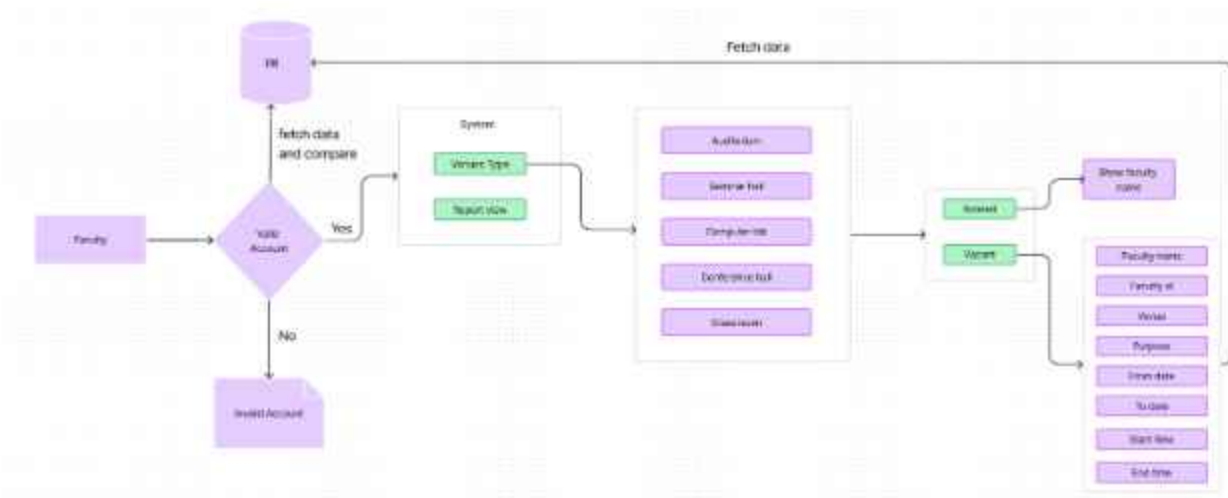 Fetch data
DB
fetch data
and compare
System
Venues Type
Report View
Auditorium
Seminar hall
Computer lab
Conference hall
Classroom
Show faculty
name
Booked
Vacant
Yes
Faculty
Valid
Account
No
Invalid Account
Faculty name
Faculty id
Venue
Purpose
From date
To date
Start time
End time